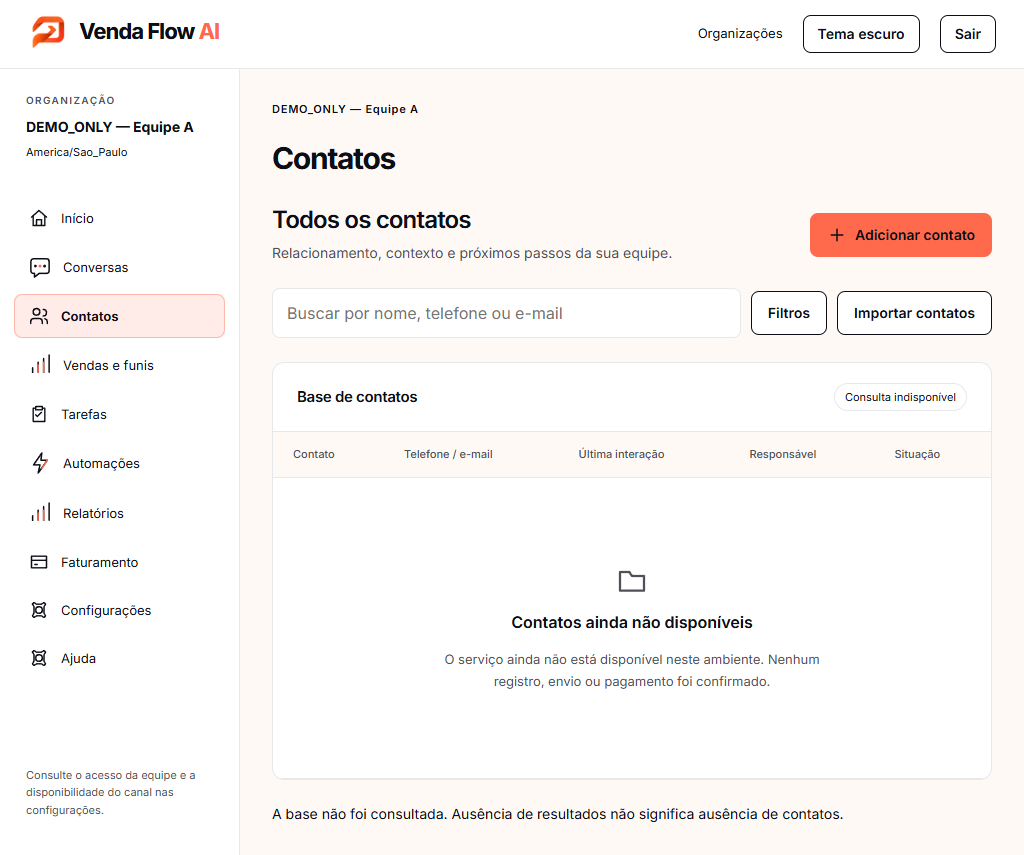 Venda Flow AI
Organizações
Tema escuro
Sair
ORGANIZAÇÃO
DEMO_ONLY — Equipe A
America/Sao_Paulo
Início
Conversas
Contatos
Vendas e funis
Tarefas
Automações
Relatórios
Faturamento
Configurações
Ajuda
Consulte o acesso da equipe e a
disponibilidade do canal nas
configurações.
DEMO_ONLY — Equipe A
Contatos
Todos os contatos
Relacionamento, contexto e próximos passos da sua equipe.
Adicionar contato
Buscar por nome, telefone ou e-mail
Filtros
Importar contatos
Base de contatos
Consulta indisponível
Contato
Telefone / e-mail
Última interação
Responsável
Situação
Contatos ainda não disponíveis
O serviço ainda não está disponível neste ambiente. Nenhum
registro, envio ou pagamento foi confirmado.
A base não foi consultada. Ausência de resultados não significa ausência de contatos.